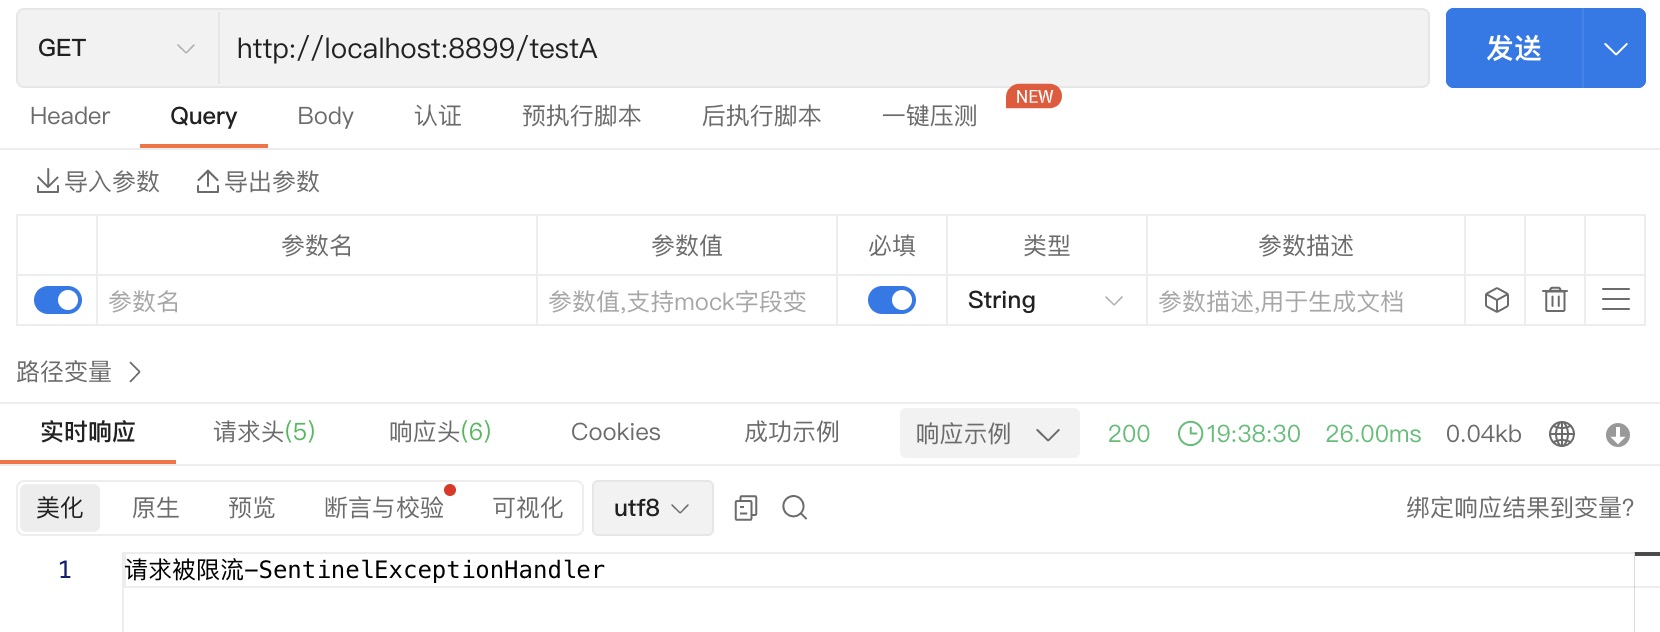 GET http://localhost:8899/testA 发送
Header Query Body 认证 预执行脚本 后执行脚本 一键压测 NEW
导入参数 导出参数
参数名 参数值 必填 类型 参数描述
参数名 参数值,支持mock字段变 String 参数描述,用于生成文档
路径变量
实时响应 请求头(5) 响应头(6) Cookies 成功示例 响应示例 200 19:38:30 26.00ms 0.04kb
美化 原生 预览 断言与校验 可视化 utf8 绑定响应结果到变量?
1 请求被限流-SentinelExceptionHandler